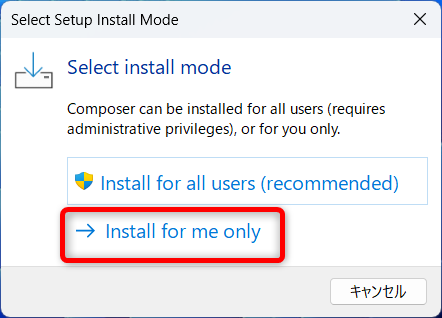 Select Setup Install Mode
Select install mode
Composer can be installed for all users (requires
administrative privileges), or for you only.
Install for all users (recommended)
Install for me only
キャンセル